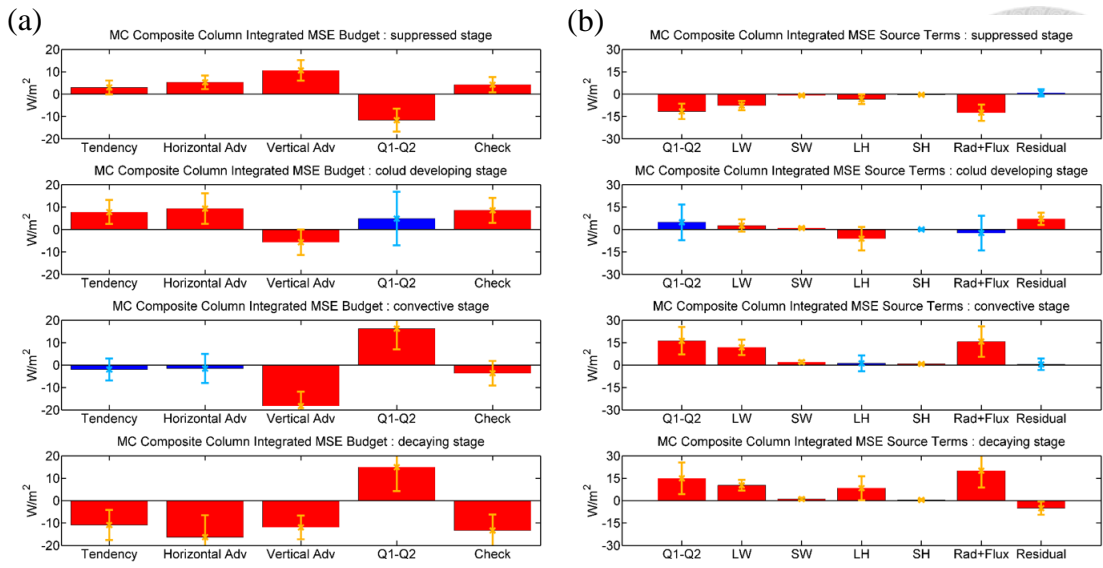 (a)
MC Composite Column Integrated MSE Budget : suppressed stage
20
10
0
-10
-20
W/m2
Tendency Horizontal Adv Vertical Adv Q1-Q2 Check
MC Composite Column Integrated MSE Budget : colud developing stage
20
10
0
-10
-20
W/m2
Tendency Horizontal Adv Vertical Adv Q1-Q2 Check
MC Composite Column Integrated MSE Budget : convective stage
20
10
0
-10
-20
W/m2
Tendency Horizontal Adv Vertical Adv Q1-Q2 Check
MC Composite Column Integrated MSE Budget : decaying stage
20
10
0
-10
-20
W/m2
Tendency Horizontal Adv Vertical Adv Q1-Q2 Check
(b)
MC Composite Column Integrated MSE Source Terms : suppressed stage
30
15
0
-15
-30
W/m2
Q1-Q2 LW SW LH SH Rad+Flux Residual
MC Composite Column Integrated MSE Source Terms : colud developing stage
30
15
0
-15
-30
W/m2
Q1-Q2 LW SW LH SH Rad+Flux Residual
MC Composite Column Integrated MSE Source Terms : convective stage
30
15
0
-15
-30
W/m2
Q1-Q2 LW SW LH SH Rad+Flux Residual
MC Composite Column Integrated MSE Source Terms : decaying stage
30
15
0
-15
-30
W/m2
Q1-Q2 LW SW LH SH Rad+Flux Residual